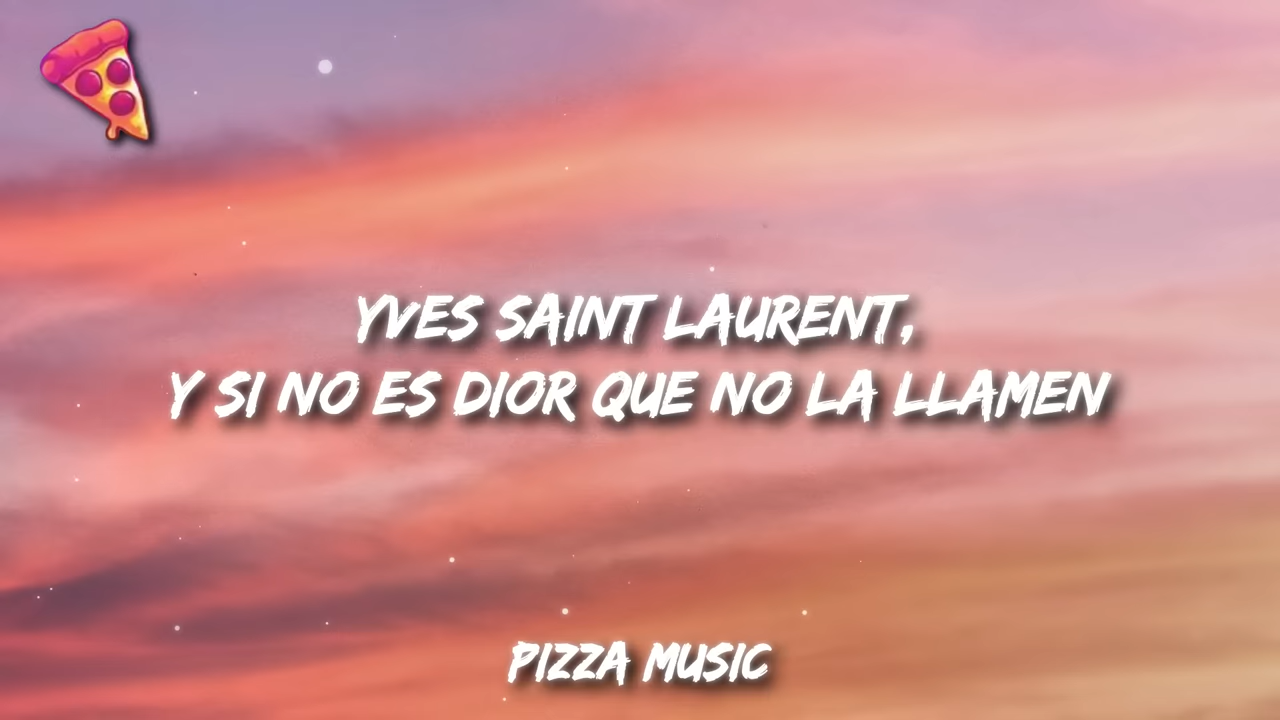 YVES SAINT LAURENT,
Y SI NO ES DIOR QUE NO LA LLAMEN
PIZZA MUSIC